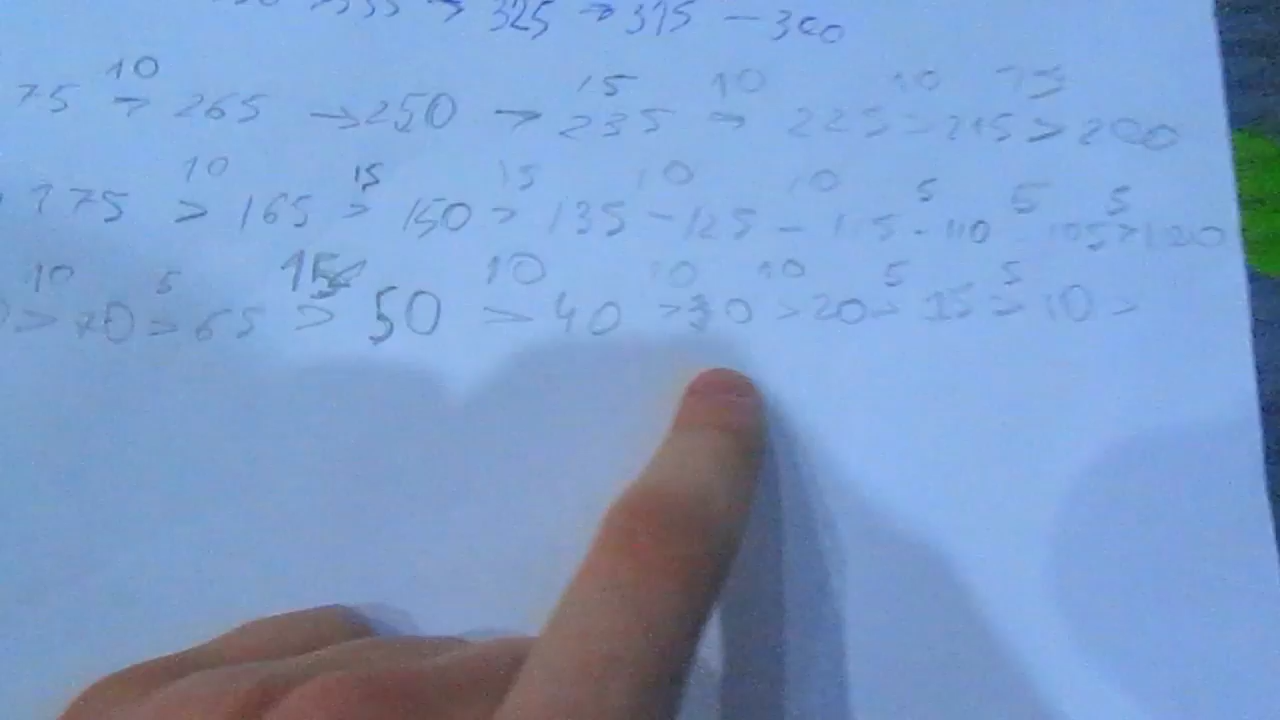 325 → 315 - 300
10 15 10 10 15
75 > 265 → 250 → 235 → 225 > 215 > 200
10 15 15 10 10 5 5 5
175 > 165 > 150 > 135 - 125 - 115 - 110 105 > 100
10 5 15 10 10 10 5 5
> 70 > 65 > 50 > 40 > 30 > 20 > 15 > 10 >